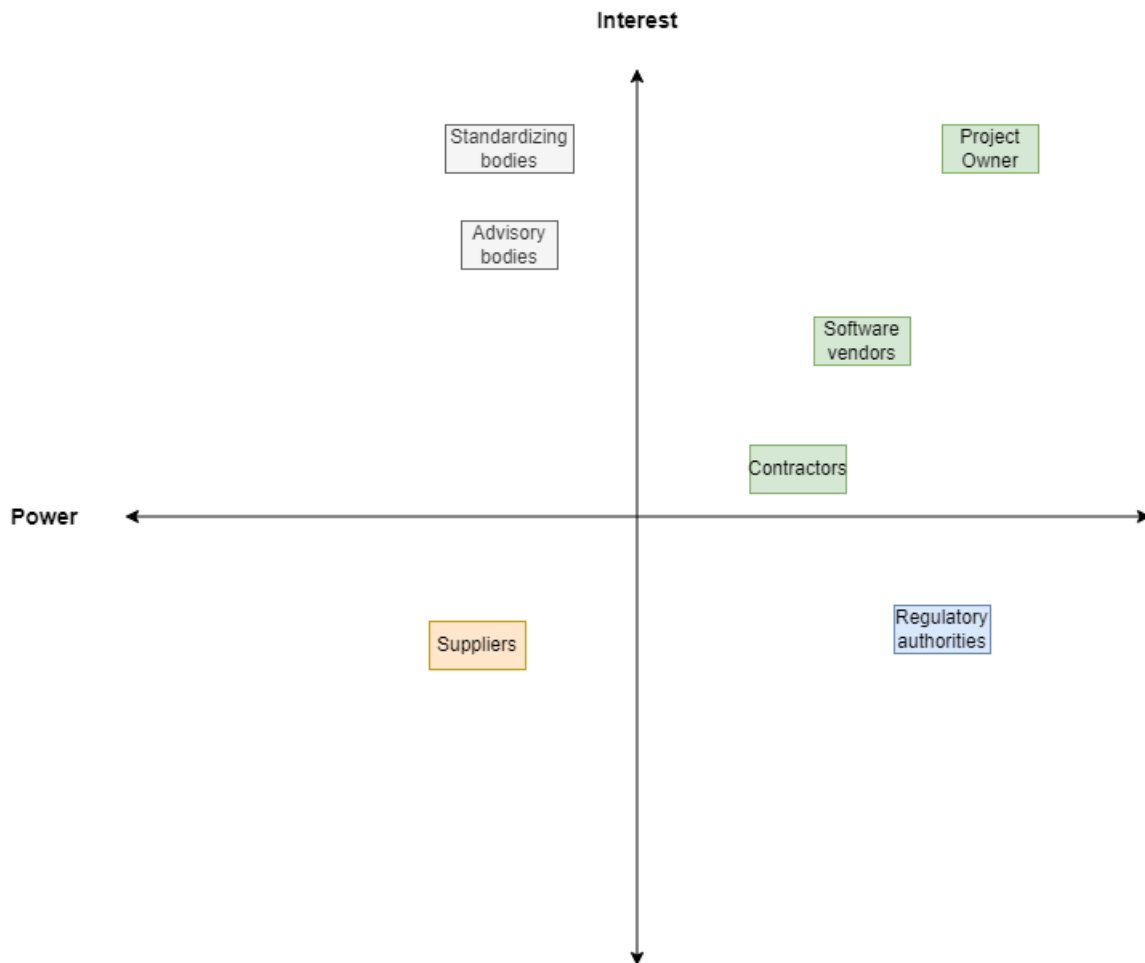 Interest
Standardizing
bodies
Project
Owner
Advisory
bodies
Software
vendors
Contractors
Power
Regulatory
authorities
Suppliers